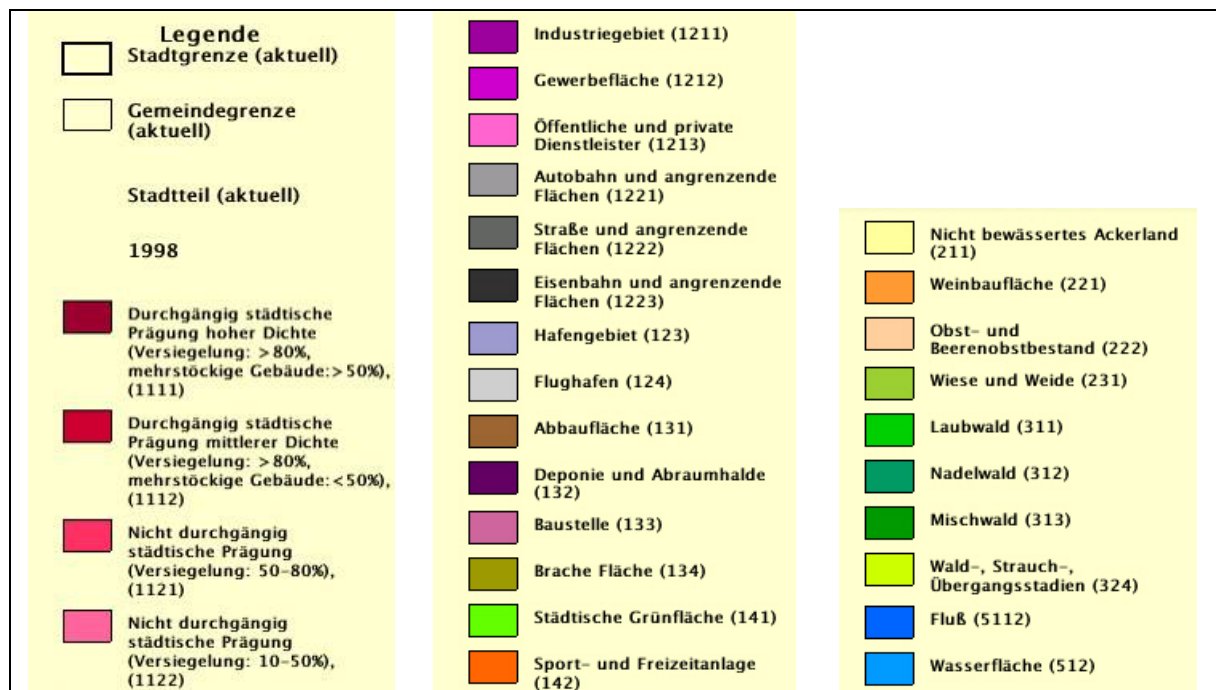 Legende
Stadtgrenze (aktuell)
Gemeindegrenze
(aktuell)
Stadtteil (aktuell)
1998
Durchgängig städtische
Prägung hoher Dichte
(Versiegelung: >80%,
mehrstöckige Gebäude:>50%),
(1111)
Durchgängig städtische
Prägung mittlerer Dichte
(Versiegelung: >80%,
mehrstöckige Gebäude:<50%),
(1112)
Nicht durchgängig
städtische Prägung
(Versiegelung: 50-80%),
(1121)
Nicht durchgängig
städtische Prägung
(Versiegelung: 10-50%),
(1122)
Industriegebiet (1211)
Gewerbefläche (1212)
Öffentliche und private
Dienstleister (1213)
Autobahn und angrenzende
Flächen (1221)
Straße und angrenzende
Flächen (1222)
Eisenbahn und angrenzende
Flächen (1223)
Hafengebiet (123)
Flughafen (124)
Abbaufläche (131)
Deponie und Abraumhalde
(132)
Baustelle (133)
Brache Fläche (134)
Städtische Grünfläche (141)
Sport- und Freizeitanlage
(142)
Nicht bewässertes Ackerland
(211)
Weinbaufläche (221)
Obst- und
Beerenobstbestand (222)
Wiese und Weide (231)
Laubwald (311)
Nadelwald (312)
Mischwald (313)
Wald-, Strauch-,
Übergangsstadien (324)
Fluß (5112)
Wasserfläche (512)